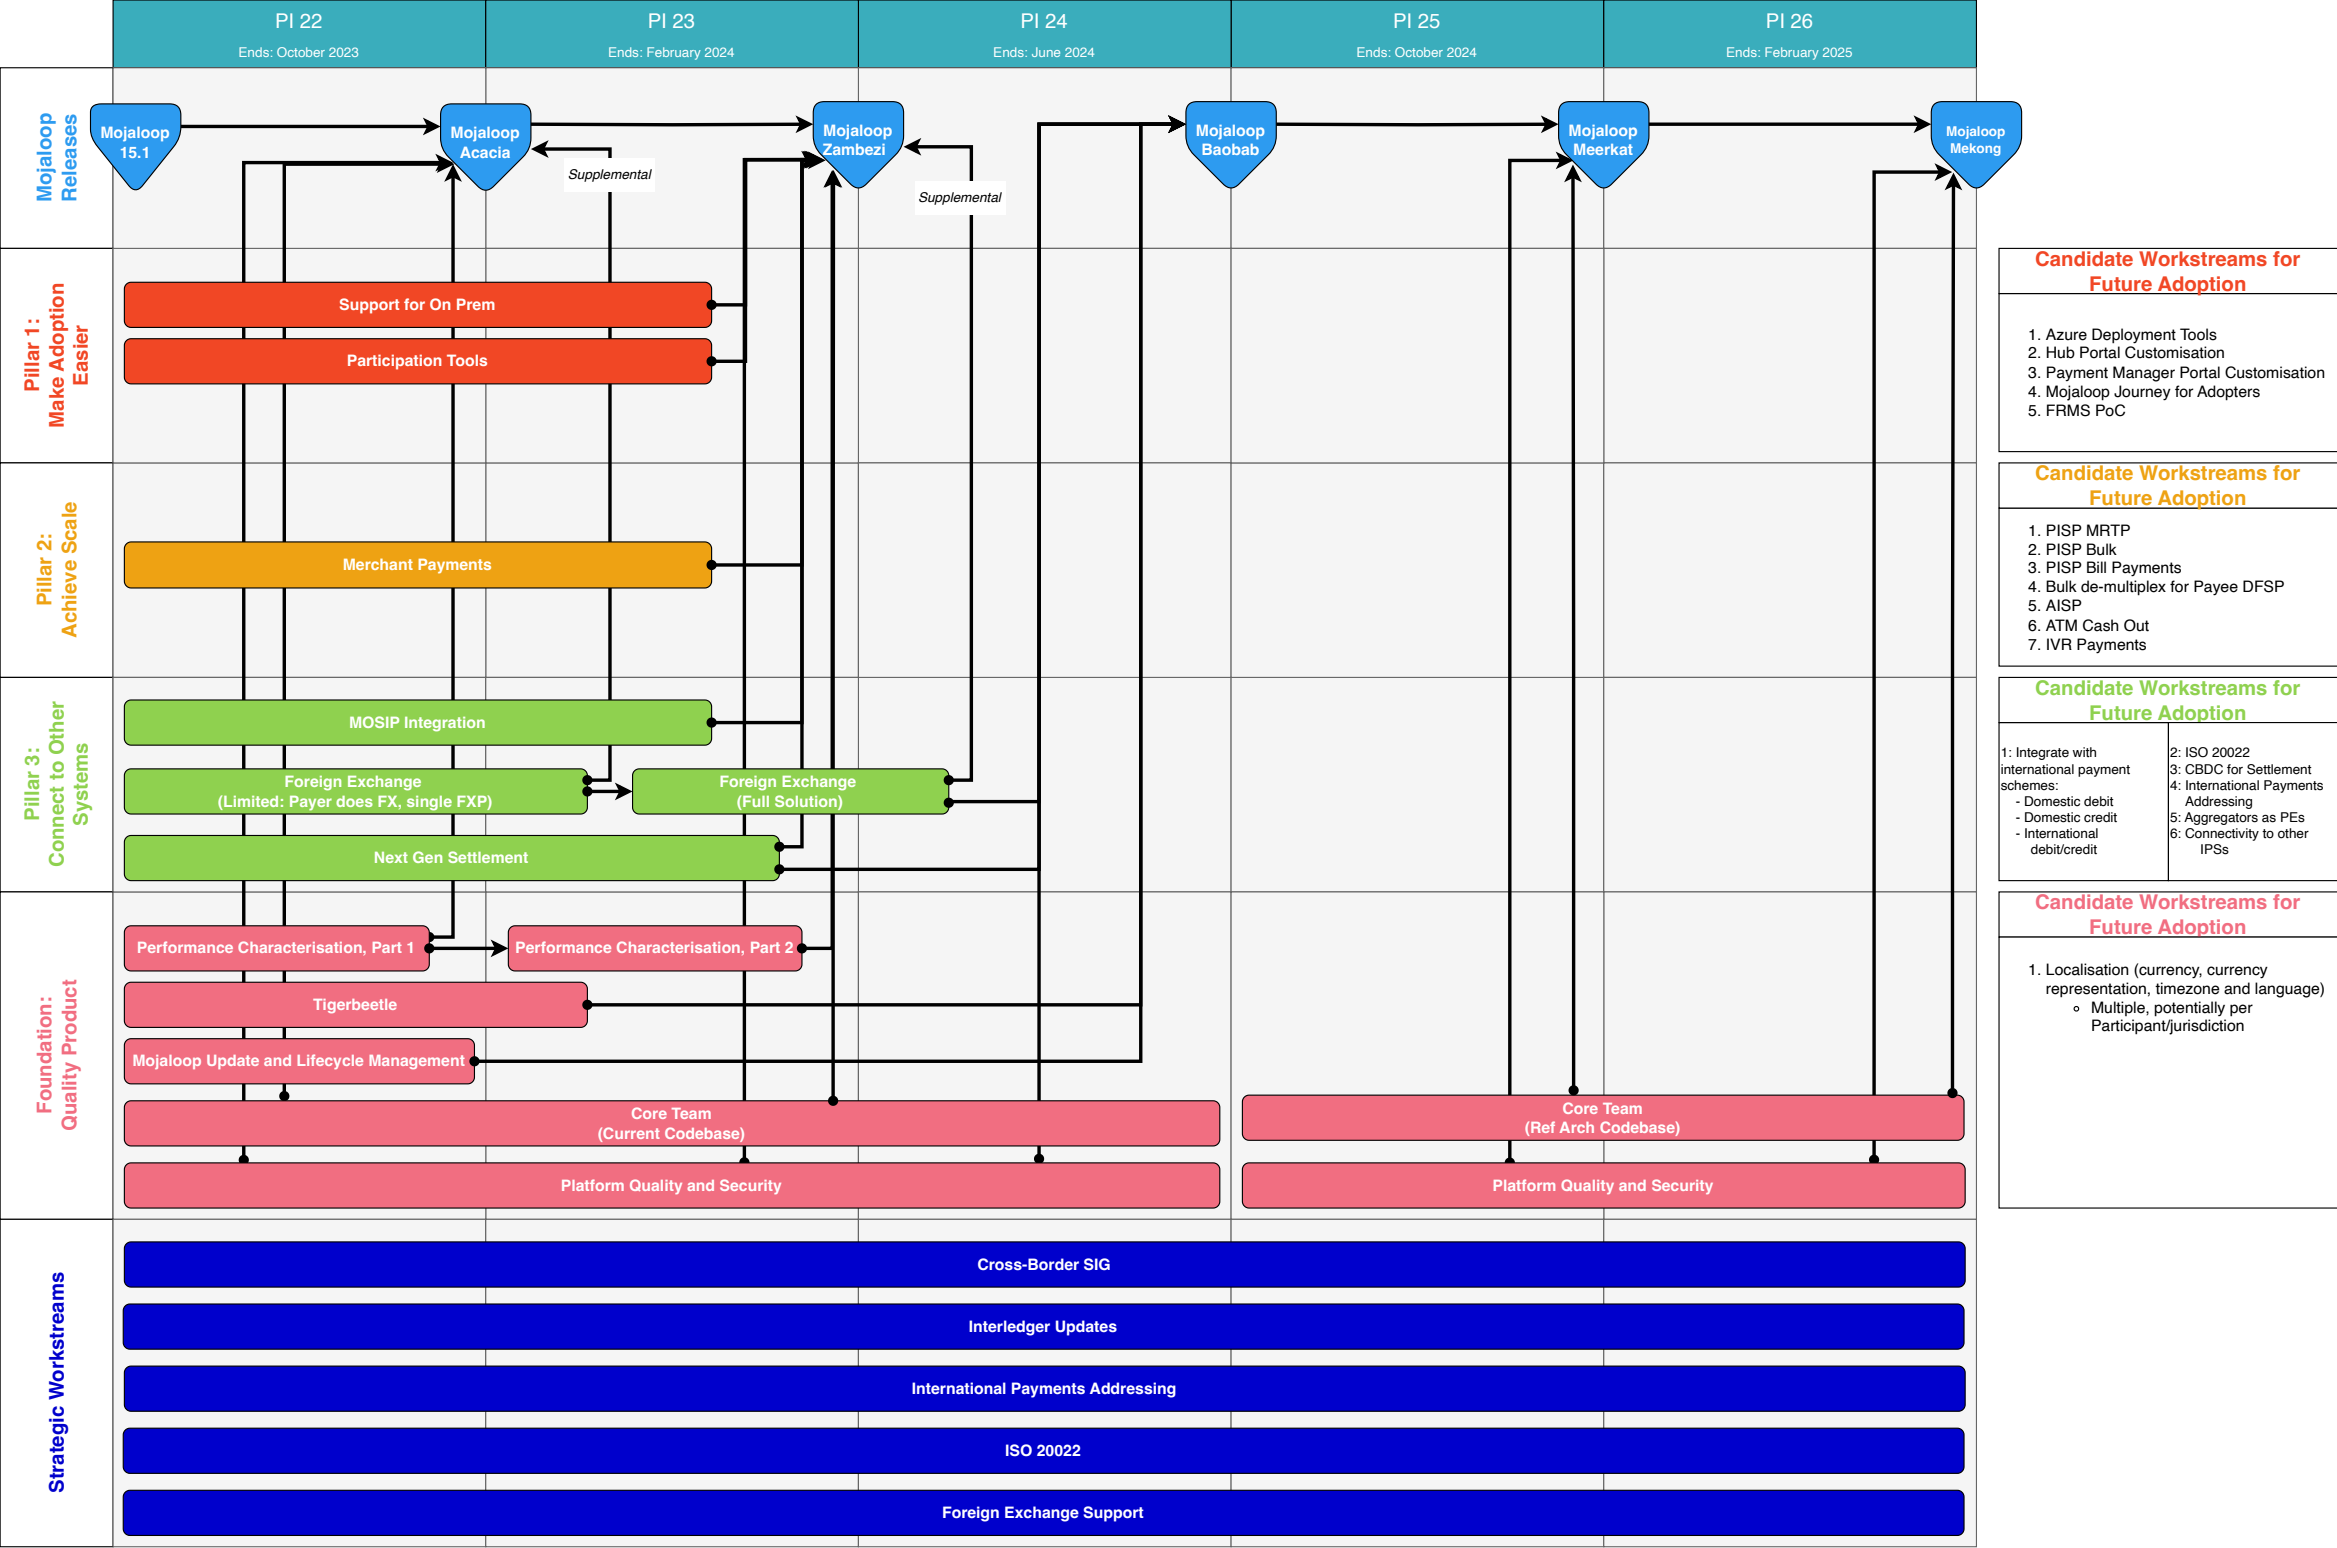 PI 22
Ends: October 2023
PI 23
Ends: February 2024
PI 24
Ends: June 2024
PI 25
Ends: October 2024
PI 26
Ends: February 2025
Mojaloop
Releases
Mojaloop
15.1
Mojaloop
Acacia
Mojaloop
Zambezi
Mojaloop
Baobab
Mojaloop
Meerkat
Mojaloop
Mekong
Supplemental
Supplemental
Pillar 1:
Make Adoption
Easier
Support for On Prem
Participation Tools
Candidate Workstreams for
Future Adoption
1. Azure Deployment Tools
2. Hub Portal Customisation
3. Payment Manager Portal Customisation
4. Mojaloop Journey for Adopters
5. FRMS PoC
Pillar 2:
Achieve Scale
Merchant Payments
Candidate Workstreams for
Future Adoption
1. PISP MRTP
2. PISP Bulk
3. PISP Bill Payments
4. Bulk de-multiplex for Payee DFSP
5. AISP
6. ATM Cash Out
7. IVR Payments
Pillar 3:
Connect to Other
Systems
MOSIP Integration
Foreign Exchange
(Limited: Payer does FX, single FXP)
Foreign Exchange
(Full Solution)
Next Gen Settlement
Candidate Workstreams for
Future Adoption
1: Integrate with
international payment
schemes:
- Domestic debit
- Domestic credit
- International
debit/credit
2: ISO 20022
3: CBDC for Settlement
4: International Payments
Addressing
5: Aggregators as PEs
6: Connectivity to other
IPSs
Foundation:
Quality Product
Performance Characterisation, Part 1
Performance Characterisation, Part 2
Tigerbeetle
Mojaloop Update and Lifecycle Management
Core Team
(Current Codebase)
Core Team
(Ref Arch Codebase)
Platform Quality and Security
Platform Quality and Security
Candidate Workstreams for
Future Adoption
1. Localisation (currency, currency
representation, timezone and language)
◦ Multiple, potentially per
Participant/jurisdiction
Strategic Workstreams
Cross-Border SIG
Interledger Updates
International Payments Addressing
ISO 20022
Foreign Exchange Support